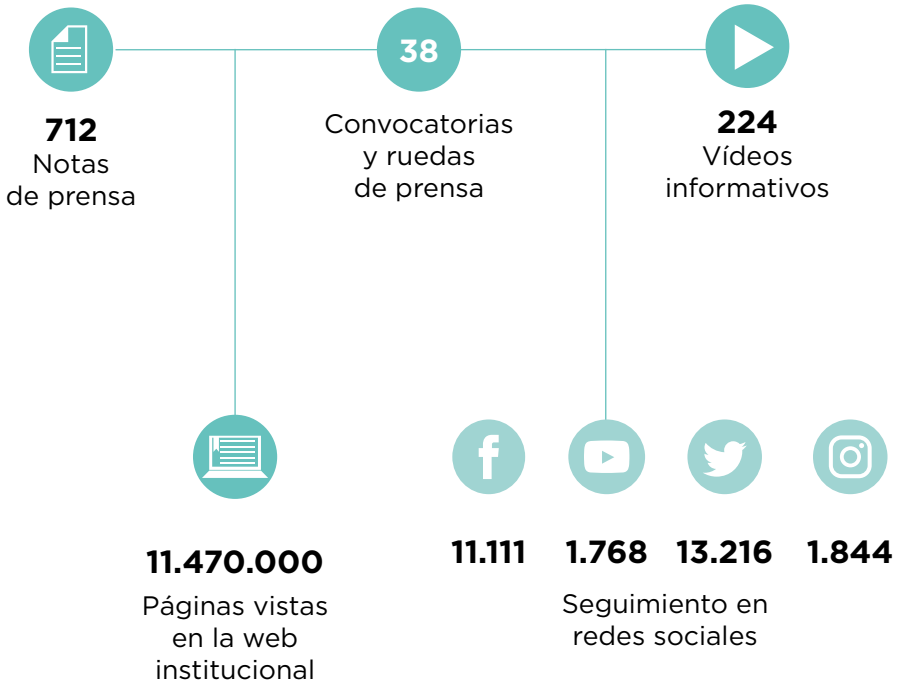 712
Notas
de prensa
38
Convocatorias
y ruedas
de prensa
224
Vídeos
informativos
11.470.000
Páginas vistas
en la web
institucional
11.111
1.768
13.216
1.844
Seguimiento en
redes sociales